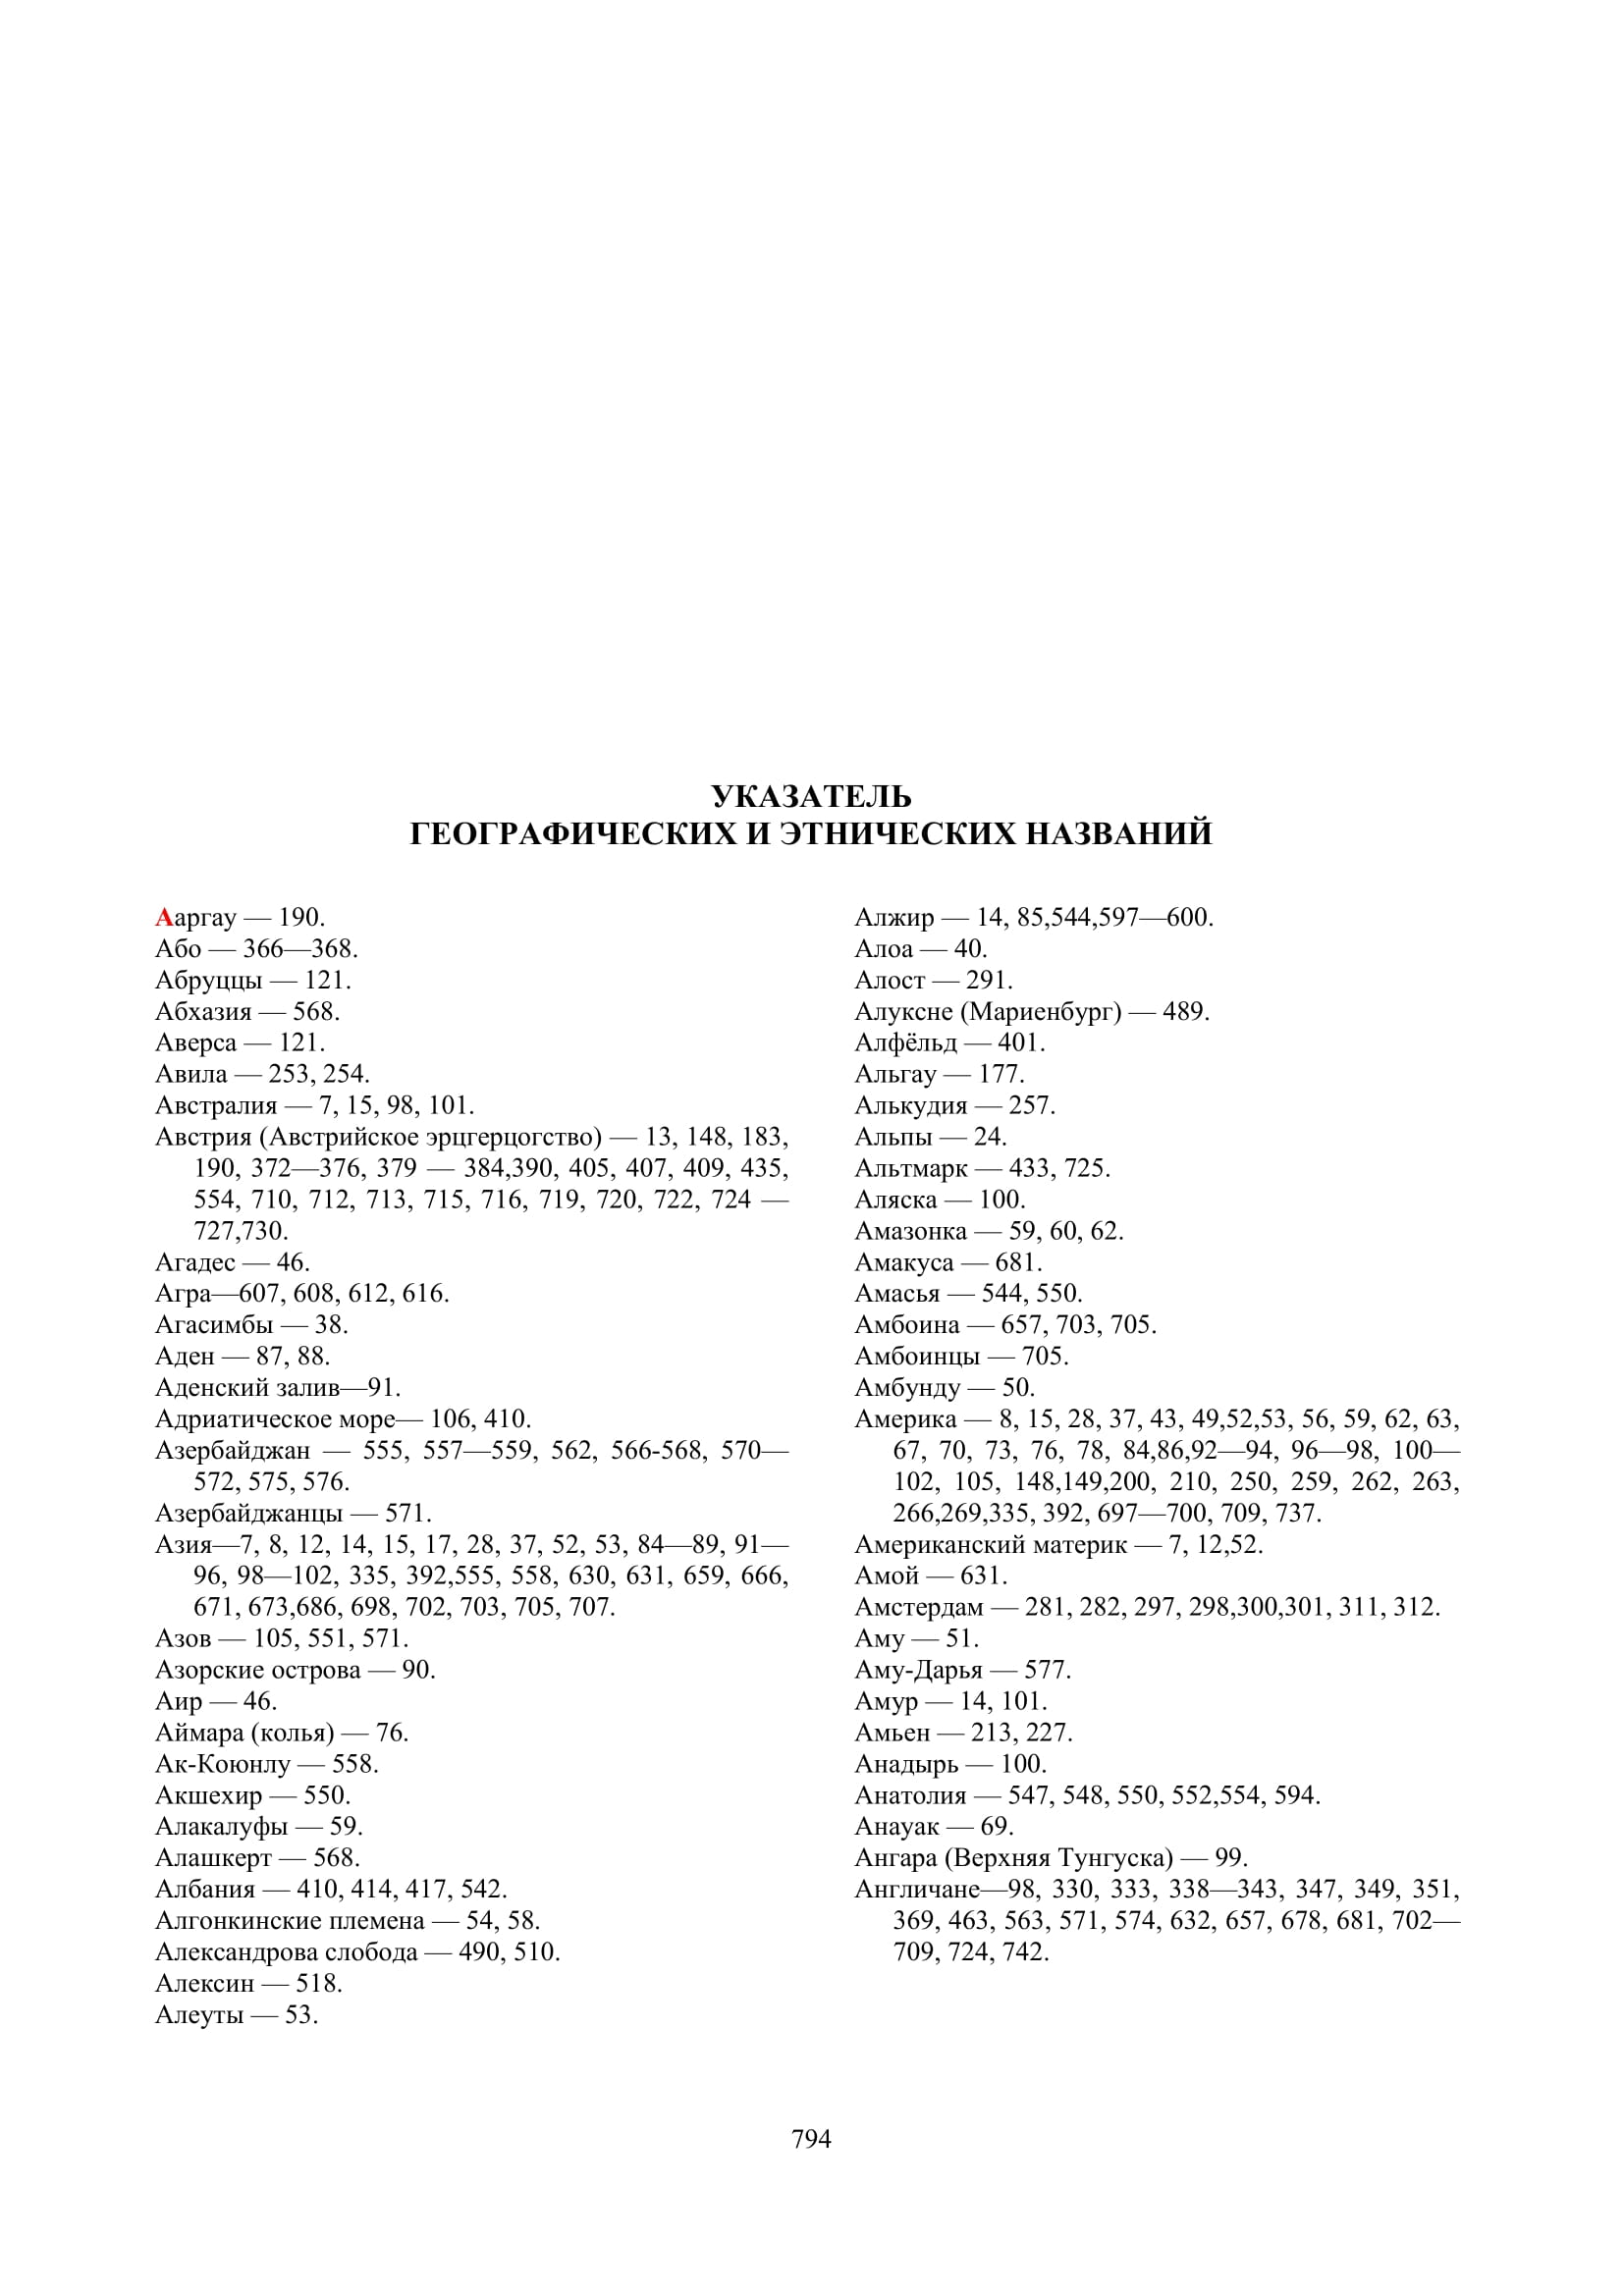 УКАЗАТЕЛЬ
ГЕОГРАФИЧЕСКИХ И ЭТНИЧЕСКИХ НАЗВАНИЙ
Ааргау — 190.
Або — 366—368.
Абруццы — 121.
Абхазия — 568.
Аверса — 121.
Авила — 253, 254.
Австралия — 7, 15, 98, 101.
Австрия (Австрийское эрцгерцогство) — 13, 148, 183,
190, 372—376, 379 — 384,390, 405, 407, 409, 435,
554, 710, 712, 713, 715, 716, 719, 720, 722, 724 —
727,730.
Агадес — 46.
Агра—607, 608, 612, 616.
Агасимбы — 38.
Аден — 87, 88.
Аденский залив—91.
Адриатическое море— 106, 410.
Азербайджан — 555, 557—559, 562, 566-568, 570—
572, 575, 576.
Азербайджанцы — 571.
Азия—7, 8, 12, 14, 15, 17, 28, 37, 52, 53, 84—89, 91—
96, 98—102, 335, 392,555, 558, 630, 631, 659, 666,
671, 673,686, 698, 702, 703, 705, 707.
Азов — 105, 551, 571.
Азорские острова — 90.
Аир — 46.
Аймара (колья) — 76.
Ак-Коюнлу — 558.
Акшехир — 550.
Алакалуфы — 59.
Алашкерт — 568.
Албания — 410, 414, 417, 542.
Алгонкинские племена — 54, 58.
Александрова слобода — 490, 510.
Алексин — 518.
Алеуты — 53.
Алжир — 14, 85,544,597—600.
Алоа — 40.
Алост — 291.
Алуксне (Мариенбург) — 489.
Алфёльд — 401.
Альгау — 177.
Алькудия — 257.
Альпы — 24.
Альтмарк — 433, 725.
Аляска — 100.
Амазонка — 59, 60, 62.
Амакуса — 681.
Амасья — 544, 550.
Амбоина — 657, 703, 705.
Амбоинцы — 705.
Амбунду — 50.
Америка — 8, 15, 28, 37, 43, 49,52,53, 56, 59, 62, 63,
67, 70, 73, 76, 78, 84,86,92—94, 96—98, 100—
102, 105, 148,149,200, 210, 250, 259, 262, 263,
266,269,335, 392, 697—700, 709, 737.
Американский материк — 7, 12,52.
Амой — 631.
Амстердам — 281, 282, 297, 298,300,301, 311, 312.
Аму — 51.
Аму-Дарья — 577.
Амур — 14, 101.
Амьен — 213, 227.
Анадырь — 100.
Анатолия — 547, 548, 550, 552,554, 594.
Анауак — 69.
Ангара (Верхняя Тунгуска) — 99.
Англичане—98, 330, 333, 338—343, 347, 349, 351,
369, 463, 563, 571, 574, 632, 657, 678, 681, 702—
709, 724, 742.
794